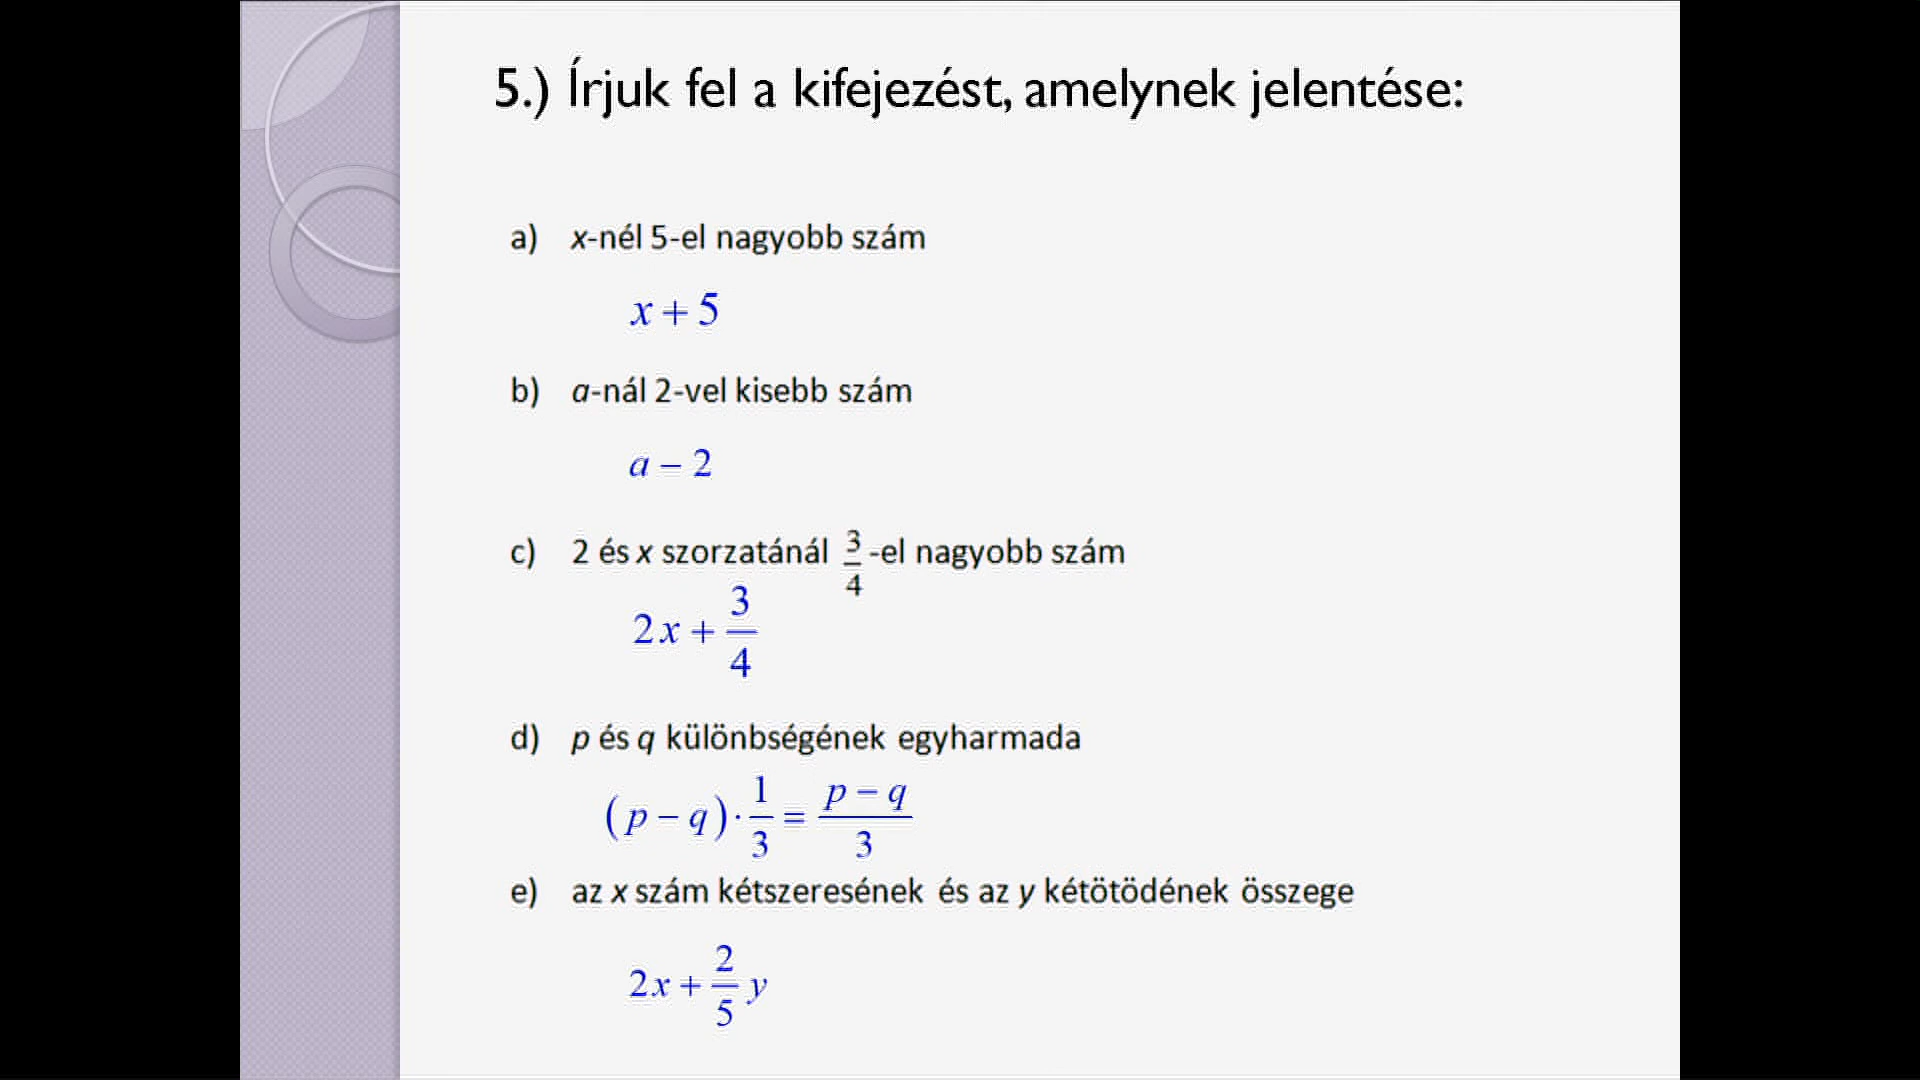 5.) Írjuk fel a kifejezést, amelynek jelentése:
a) x-nél 5-el nagyobb szám
x + 5
b) a-nál 2-vel kisebb szám
a − 2
c) 2 és x szorzatánál 3/4 -el nagyobb szám
2x + 3/4
d) p és q különbségének egyharmada
(p − q) · 1/3 = (p − q)/3
e) az x szám kétszeresének és az y kétötödének összege
2x + 2/5 y